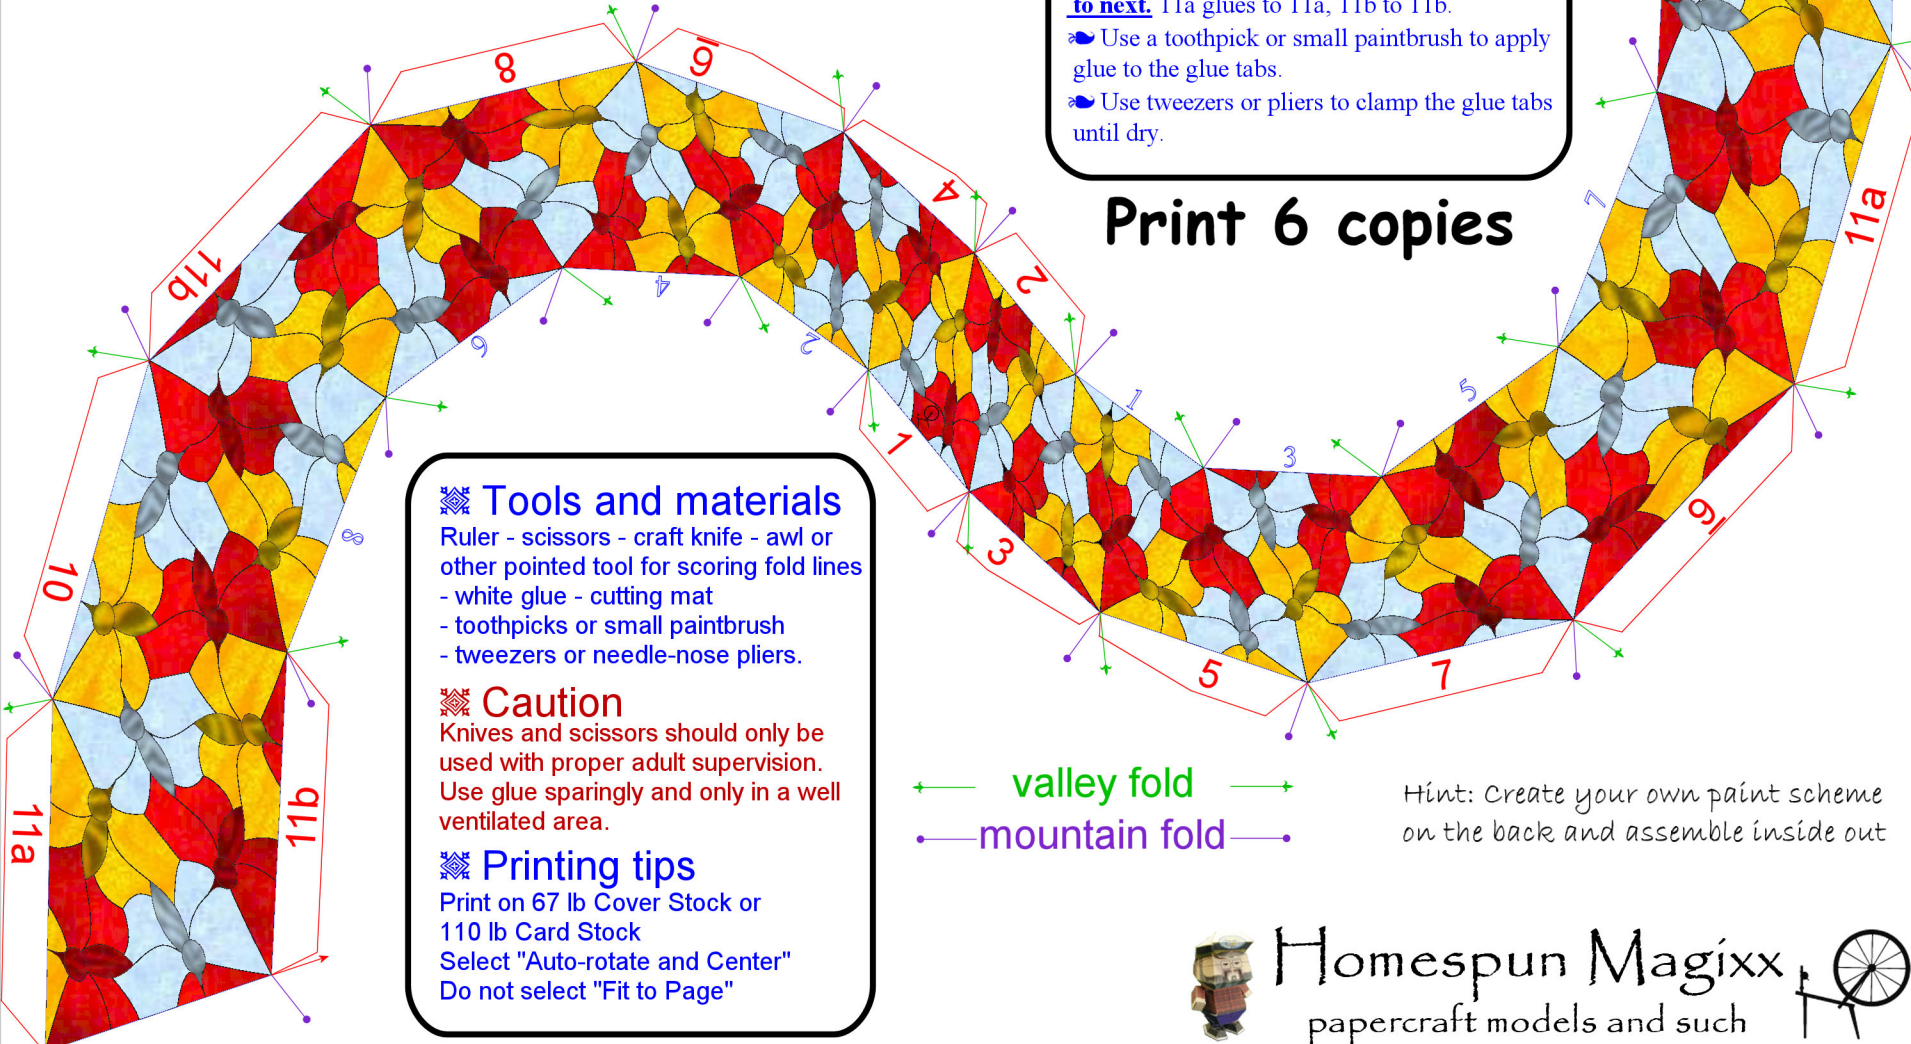 to next. 11a glues to 11a, 11b to 11b.
Use a toothpick or small paintbrush to apply
glue to the glue tabs.
Use tweezers or pliers to clamp the glue tabs
until dry.
Print 6 copies
8
9
4
2
11b
10
11a
11b
6
4
2
8
1
3
5
7
9
11a
1
3
5
7
Tools and materials
Ruler - scissors - craft knife - awl or
other pointed tool for scoring fold lines
- white glue - cutting mat
- toothpicks or small paintbrush
- tweezers or needle-nose pliers.
Caution
Knives and scissors should only be
used with proper adult supervision.
Use glue sparingly and only in a well
ventilated area.
Printing tips
Print on 67 lb Cover Stock or
110 lb Card Stock
Select "Auto-rotate and Center"
Do not select "Fit to Page"
valley fold
mountain fold
Hint: Create your own paint scheme
on the back and assemble inside out
Homespun Magixx
papercraft models and such